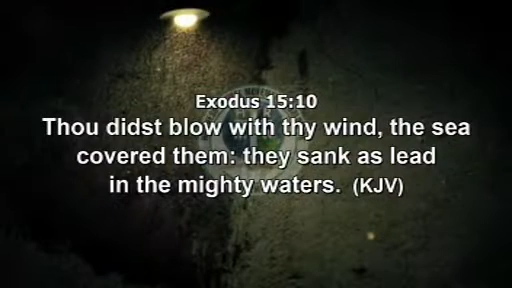 Exodus 15:10
Thou didst blow with thy wind, the sea
covered them: they sank as lead
in the mighty waters. (KJV)